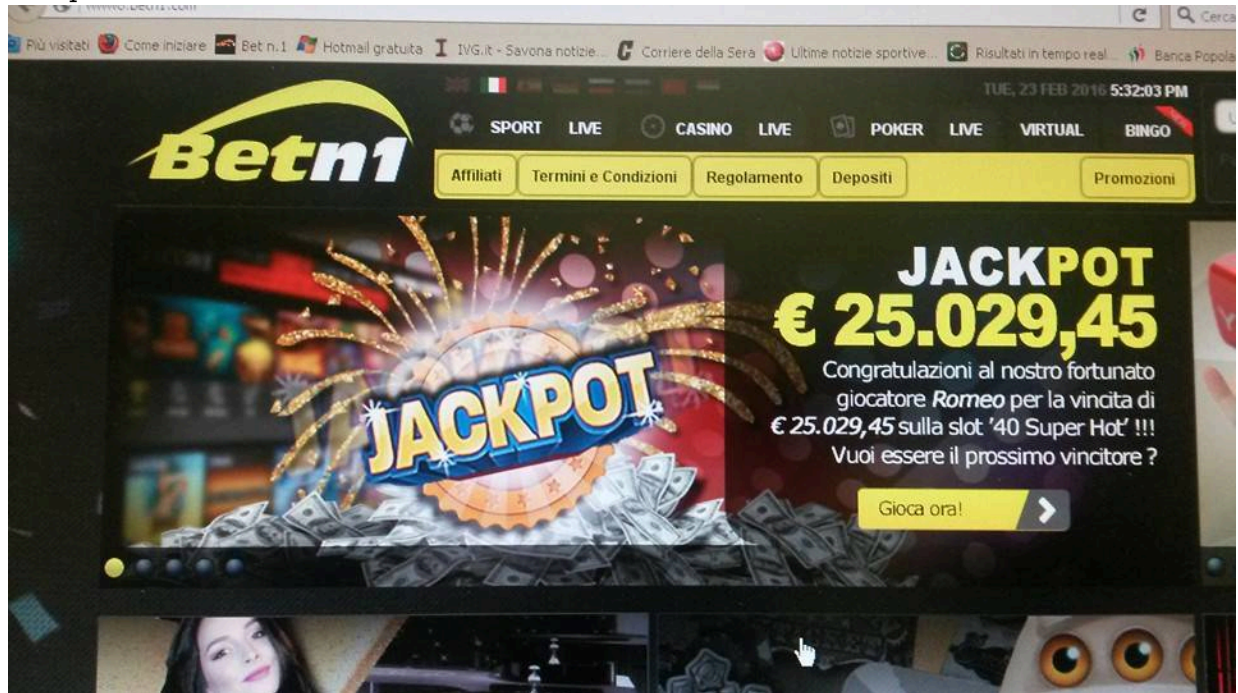 Più visitati Come iniziare Bet n.1 Hotmail gratuita IVG.it - Savona notizie... Corriere della Sera Ultime notizie sportive... Risultati in tempo real... Banca Popola
TUE, 23 FEB 2016 5:32:03 PM
SPORT LIVE CASINO LIVE POKER LIVE VIRTUAL BINGO
Betn1
Affiliati Termini e Condizioni Regolamento Depositi Promozioni
JACKPOT
€ 25.029,45
Congratulazioni al nostro fortunato
giocatore Romeo per la vincita di
€ 25.029,45 sulla slot '40 Super Hot' !!!
Vuoi essere il prossimo vincitore ?
JACKPOT
Gioca ora!